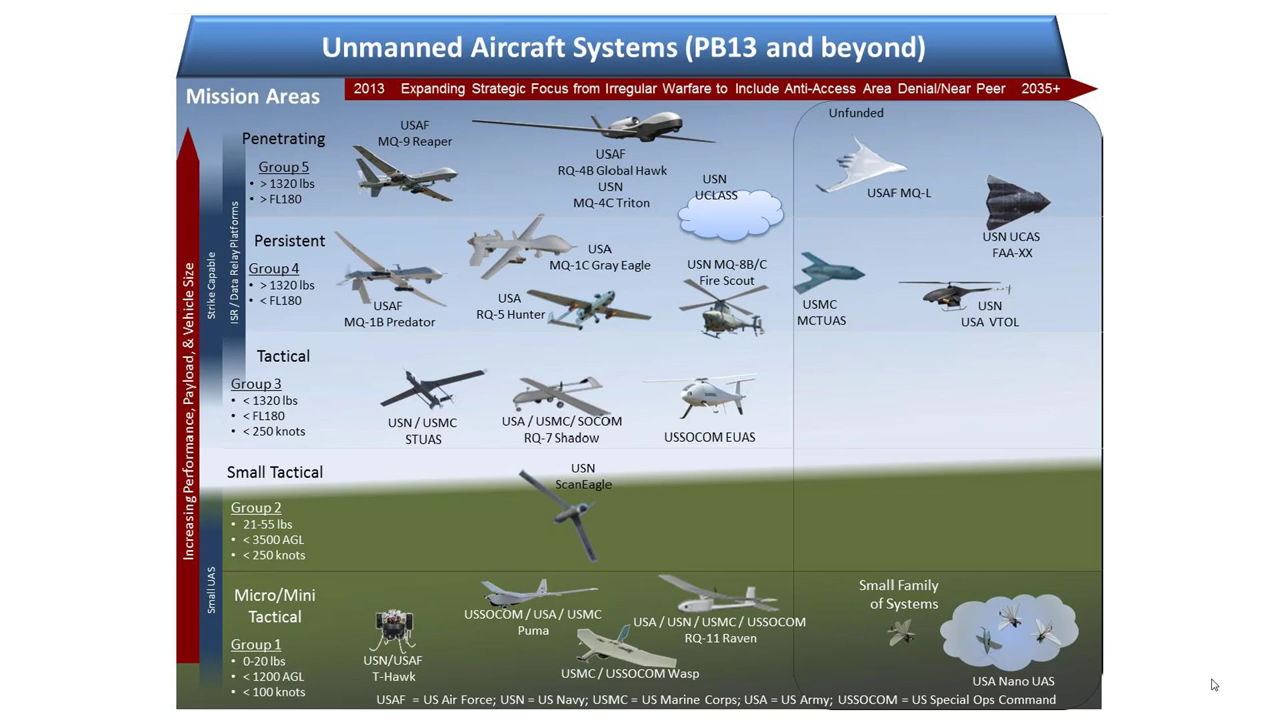 Unmanned Aircraft Systems (PB13 and beyond)
2013 Expanding Strategic Focus from Irregular Warfare to Include Anti-Access Area Denial/Near Peer 2035+
Mission Areas
Increasing Performance, Payload, & Vehicle Size
Strike Capable
ISR / Data Relay Platforms
Small UAS
Penetrating
Group 5
• > 1320 lbs
• > FL180
USAF
MQ-9 Reaper
USAF
RQ-4B Global Hawk
USN
MQ-4C Triton
USN
UCLASS
Unfunded
USAF MQ-L
USN UCAS
FAA-XX
Persistent
Group 4
• > 1320 lbs
• < FL180
USAF
MQ-1B Predator
USA
MQ-1C Gray Eagle
USA
RQ-5 Hunter
USN MQ-8B/C
Fire Scout
USMC
MCTUAS
USN
USA VTOL
Tactical
Group 3
• < 1320 lbs
• < FL180
• < 250 knots
USN / USMC
STUAS
USA / USMC/ SOCOM
RQ-7 Shadow
USSOCOM EUAS
Small Tactical
Group 2
• 21-55 lbs
• < 3500 AGL
• < 250 knots
USN
ScanEagle
Micro/Mini
Tactical
Group 1
• 0-20 lbs
• < 1200 AGL
• < 100 knots
USN/USAF
T-Hawk
USSOCOM / USA / USMC
Puma
USMC / USSOCOM Wasp
USA / USN / USMC / USSOCOM
RQ-11 Raven
Small Family
of Systems
USA Nano UAS
USAF = US Air Force; USN = US Navy; USMC = US Marine Corps; USA = US Army; USSOCOM = US Special Ops Command